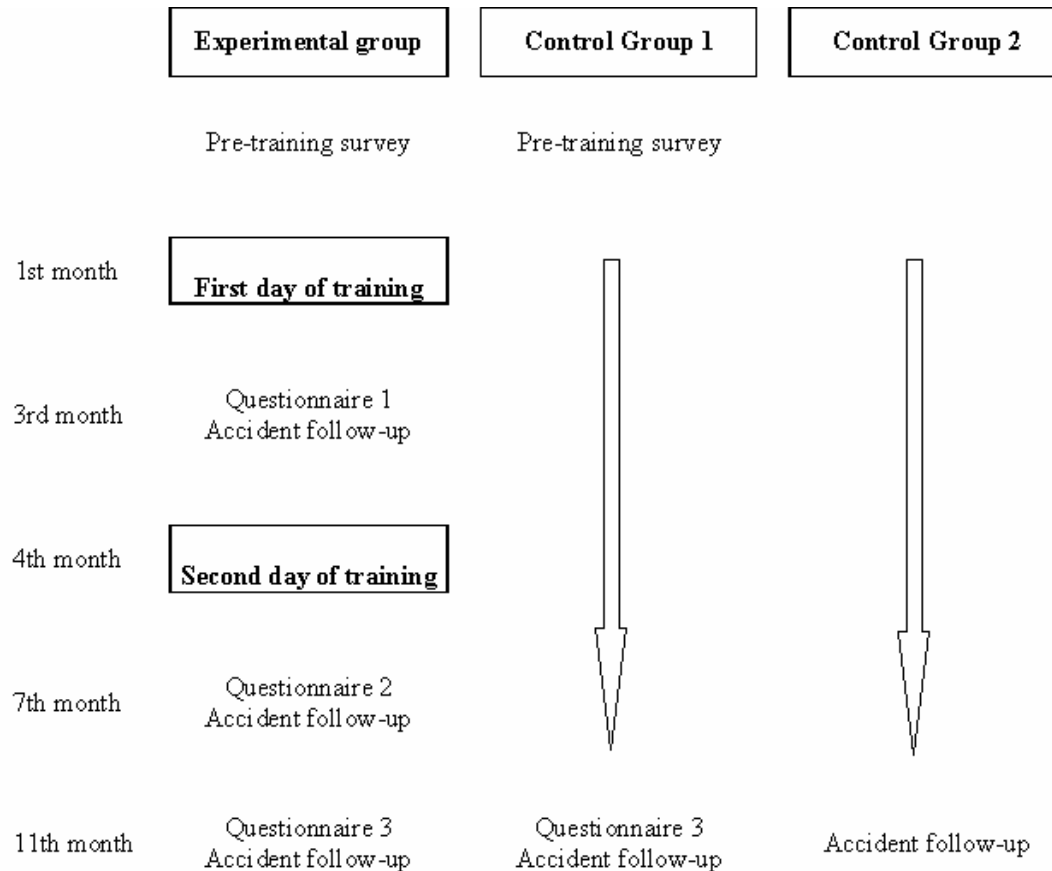 Experimental group
Control Group 1
Control Group 2
Pre-training survey
Pre-training survey
1st month
First day of training
3rd month
Questionnaire 1
Accident follow-up
4th month
Second day of training
7th month
Questionnaire 2
Accident follow-up
11th month
Questionnaire 3
Accident follow-up
Questionnaire 3
Accident follow-up
Accident follow-up